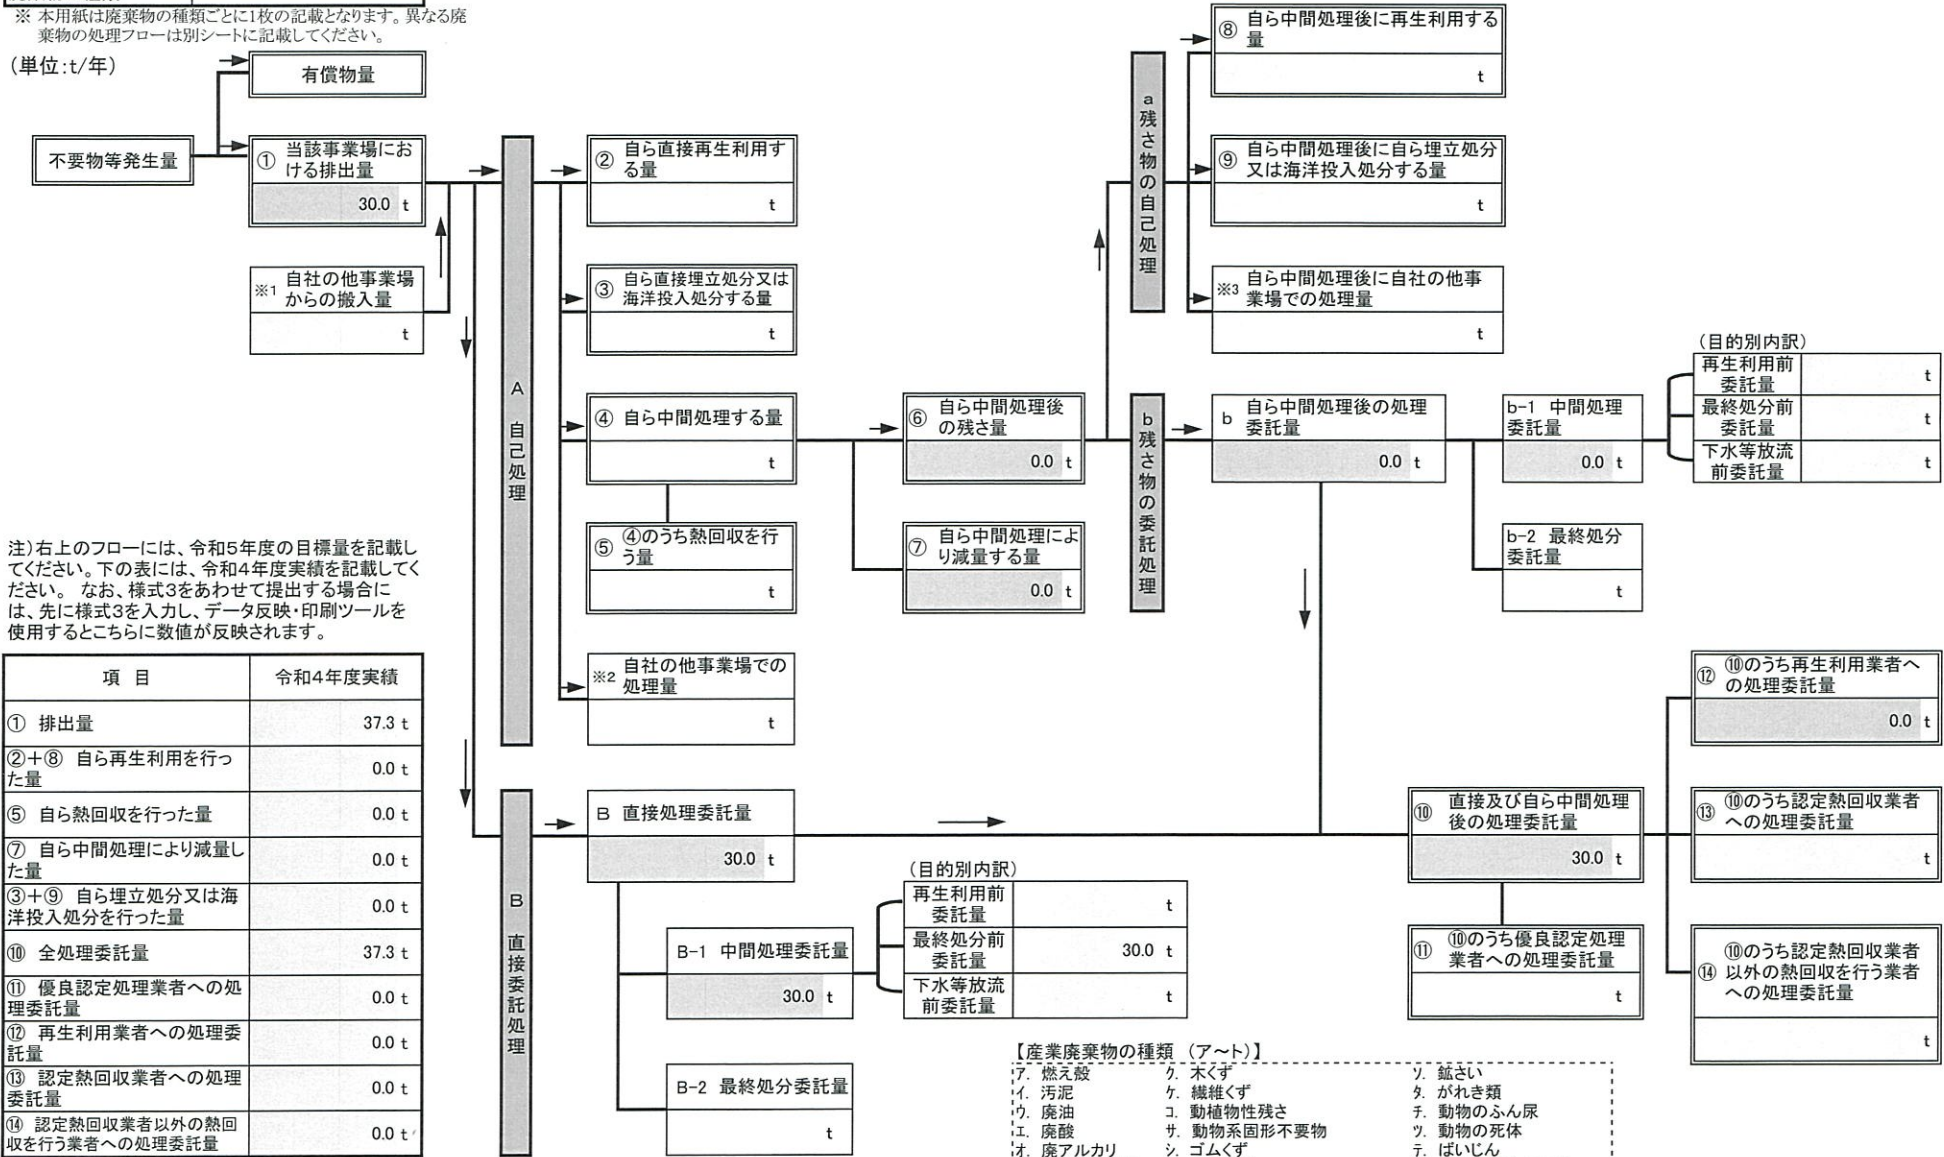 ※ 本用紙は廃棄物の種類ごとに1枚の記載となります。異なる廃
棄物の処理フローは別シートに記載してください。
(単位:t/年)
有償物量
不要物等発生量
① 当該事業場にお
ける排出量
30.0 t
※1 自社の他事業場
からの搬入量
t
A 自己処理
② 自ら直接再生利用す
る量
t
③ 自ら直接埋立処分又は
海洋投入処分する量
t
④ 自ら中間処理する量
t
⑤ ④のうち熱回収を行
う量
t
※2 自社の他事業場での
処理量
t
⑥ 自ら中間処理後
の残さ量
0.0 t
⑦ 自ら中間処理によ
り減量する量
0.0 t
a 残さ物の自己処理
⑧ 自ら中間処理後に再生利用する
量
t
⑨ 自ら中間処理後に自ら埋立処分
又は海洋投入処分する量
t
※3 自ら中間処理後に自社の他事
業場での処理量
t
b 残さ物の委託処理
b 自ら中間処理後の処理
委託量
0.0 t
b-1 中間処理
委託量
0.0 t
(目的別内訳)
再生利用前
委託量
t
最終処分前
委託量
t
下水等放流
前委託量
t
b-2 最終処分
委託量
t
注)右上のフローには、令和5年度の目標量を記載し
てください。下の表には、令和4年度実績を記載してく
ださい。 なお、様式3をあわせて提出する場合に
は、先に様式3を入力し、データ反映・印刷ツールを
使用するとこちらに数値が反映されます。
項 目 令和4年度実績
① 排出量 37.3 t
②+⑧ 自ら再生利用を行っ
た量 0.0 t
⑤ 自ら熱回収を行った量 0.0 t
⑦ 自ら中間処理により減量し
た量 0.0 t
③+⑨ 自ら埋立処分又は海
洋投入処分を行った量 0.0 t
⑩ 全処理委託量 37.3 t
⑪ 優良認定処理業者への処
理委託量 0.0 t
⑫ 再生利用業者への処理委
託量 0.0 t
⑬ 認定熱回収業者への処理
委託量 0.0 t
⑭ 認定熱回収業者以外の熱回
収を行う業者への処理委託量 0.0 t
B 直接委託処理
B 直接処理委託量
30.0 t
B-1 中間処理委託量
30.0 t
(目的別内訳)
再生利用前
委託量
t
最終処分前
委託量
30.0 t
下水等放流
前委託量
t
B-2 最終処分委託量
t
⑩ 直接及び自ら中間処理
後の処理委託量
30.0 t
⑪ ⑩のうち優良認定処理
業者への処理委託量
t
⑫ ⑩のうち再生利用業者へ
の処理委託量
0.0 t
⑬ ⑩のうち認定熱回収業者
への処理委託量
t
⑭ ⑩のうち認定熱回収業者
以外の熱回収を行う業者
への処理委託量
t
【産業廃棄物の種類 (ア～ト)】
ア. 燃え殻 ク. 木くず ソ. 鉱さい
イ. 汚泥 ケ. 繊維くず タ. がれき類
ウ. 廃油 コ. 動植物性残さ チ. 動物のふん尿
エ. 廃酸 サ. 動物系固形不要物 ツ. 動物の死体
オ. 廃アルカリ シ. ゴムくず テ. ばいじん